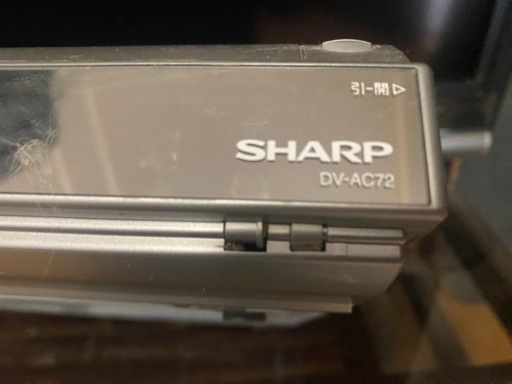 引-開▷
SHARP
DV-AC72